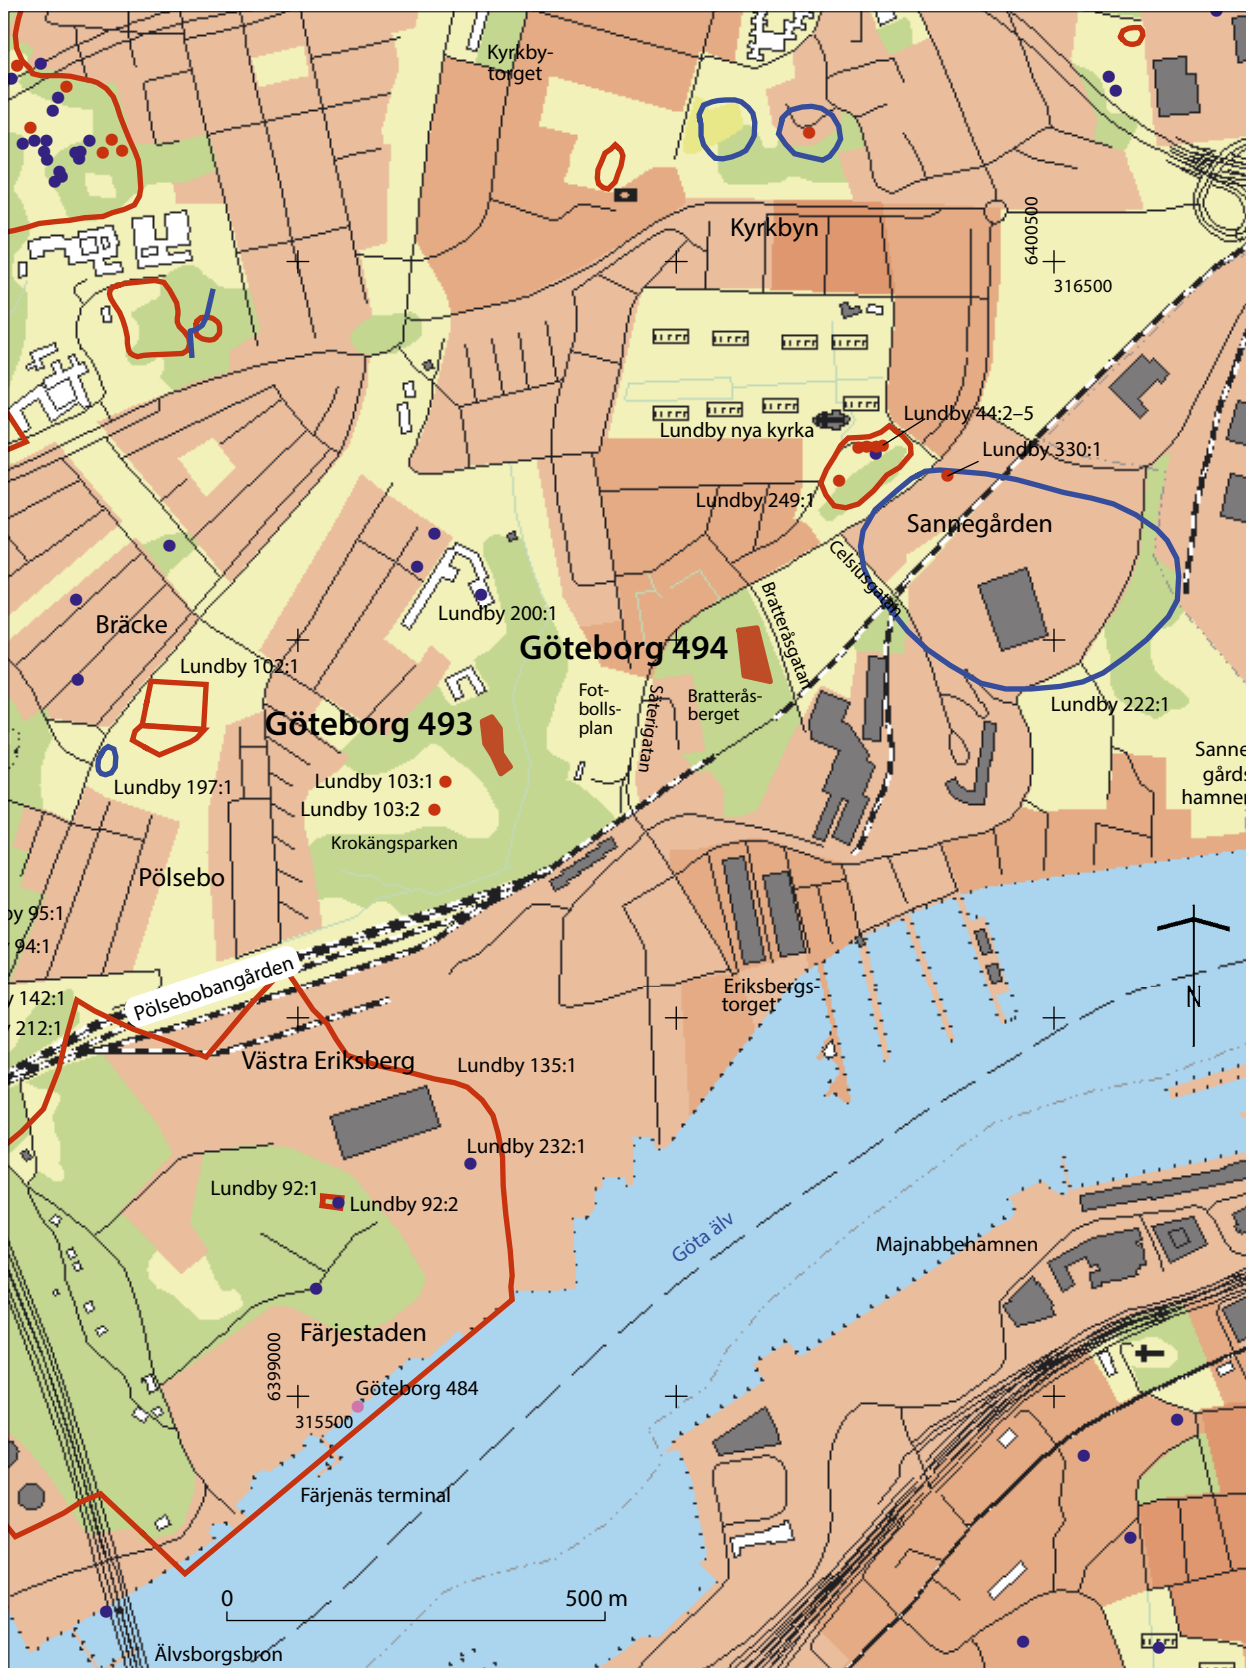 Kyrkby-
torget
Kyrkbyn
6400500
316500
Lundby 44:2–5
Lundby nya kyrka
Lundby 330:1
Lundby 249:1
Sannegården
Celsiusgatan
Bratteråsgatan
Lundby 200:1
Bräcke
Göteborg 494
Lundby 102:1
Fot-
bolls-
plan
Säterigatan
Bratterås-
berget
Lundby 222:1
Göteborg 493
Sanne
gårds
hamnen
Lundby 103:1
Lundby 197:1
Lundby 103:2
Krokängsparken
Pölsebo
by 95:1
94:1
Pölsebobangården
Eriksbergs-
torget
N
y 142:1
212:1
Västra Eriksberg
Lundby 135:1
Lundby 232:1
Lundby 92:1
Lundby 92:2
Göta älv
Majnabbehamnen
Färjestaden
6399000
Göteborg 484
315500
Färjenäs terminal
0 500 m
Älvsborgsbron